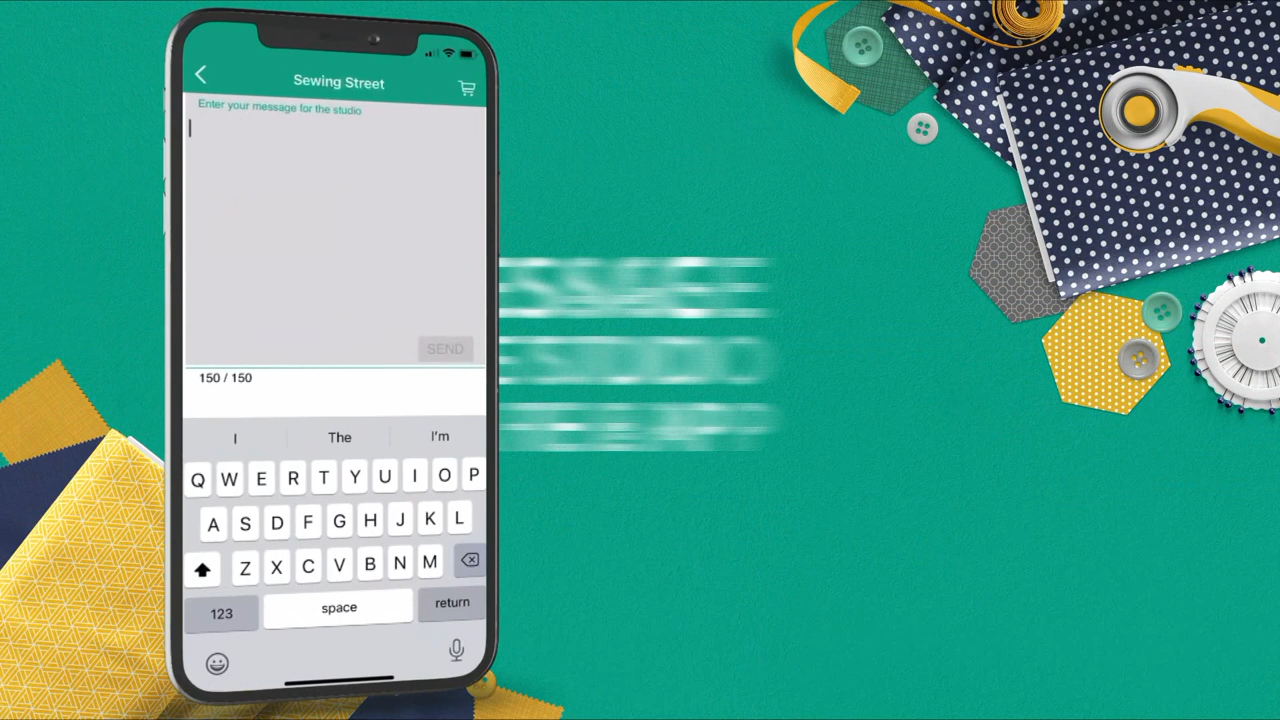 Sewing Street
Enter your message for the studio
SEND
150 / 150
I The I'm
Q W E R T Y U I O P
A S D F G H J K L
Z X C V B N M
123 space return